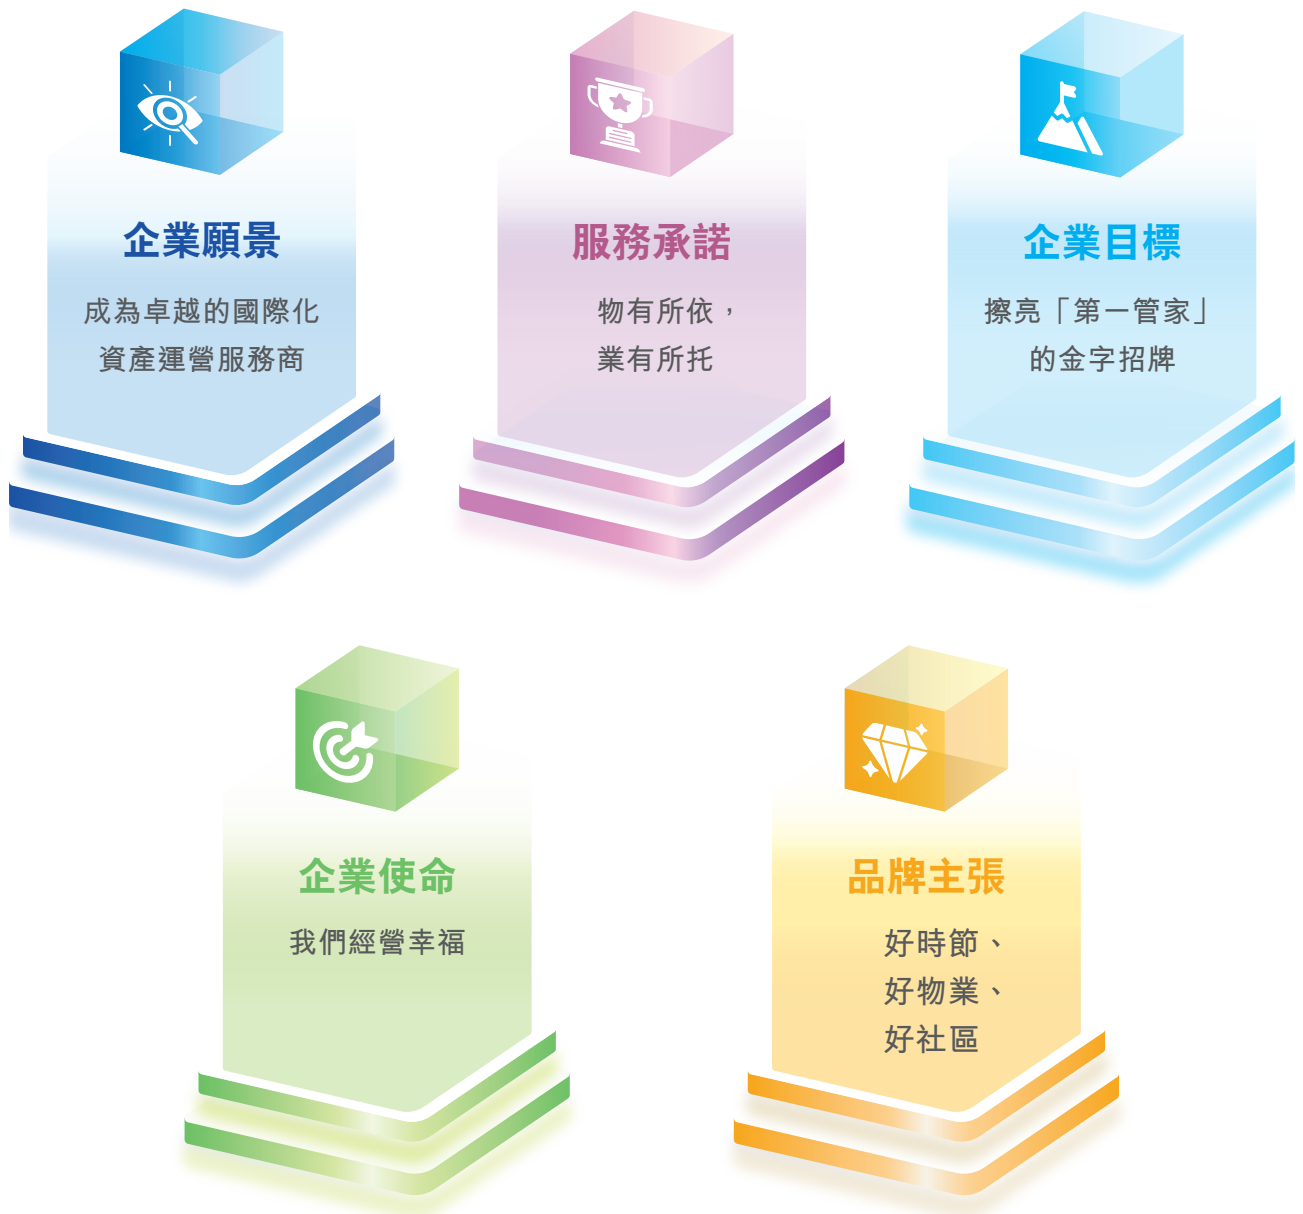 企業願景
成為卓越的國際化
資產運營服務商
服務承諾
物有所依，
業有所托
企業目標
擦亮「第一管家」
的金字招牌
企業使命
我們經營幸福
品牌主張
好時節、
好物業、
好社區